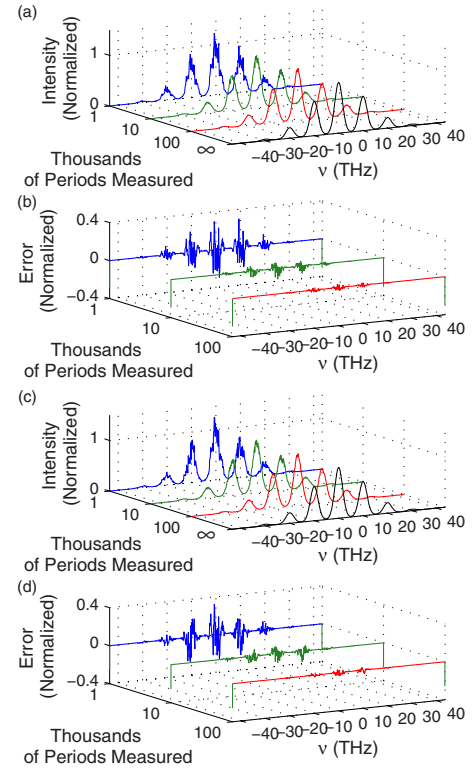 (a)
Intensity
(Normalized)
1
0
1
10
100
∞
Thousands
of Periods Measured
−40−30−20−10 0 10 20 30 40
ν (THz)
(b)
Error
(Normalized)
0.4
0
−0.4
1
10
100
Thousands
of Periods Measured
−40−30−20−10 0 10 20 30 40
ν (THz)
(c)
Intensity
(Normalized)
1
0
1
10
100
∞
Thousands
of Periods Measured
−40−30−20−10 0 10 20 30 40
ν (THz)
(d)
Error
(Normalized)
0.4
0
−0.4
1
10
100
Thousands
of Periods Measured
−40−30−20−10 0 10 20 30 40
ν (THz)